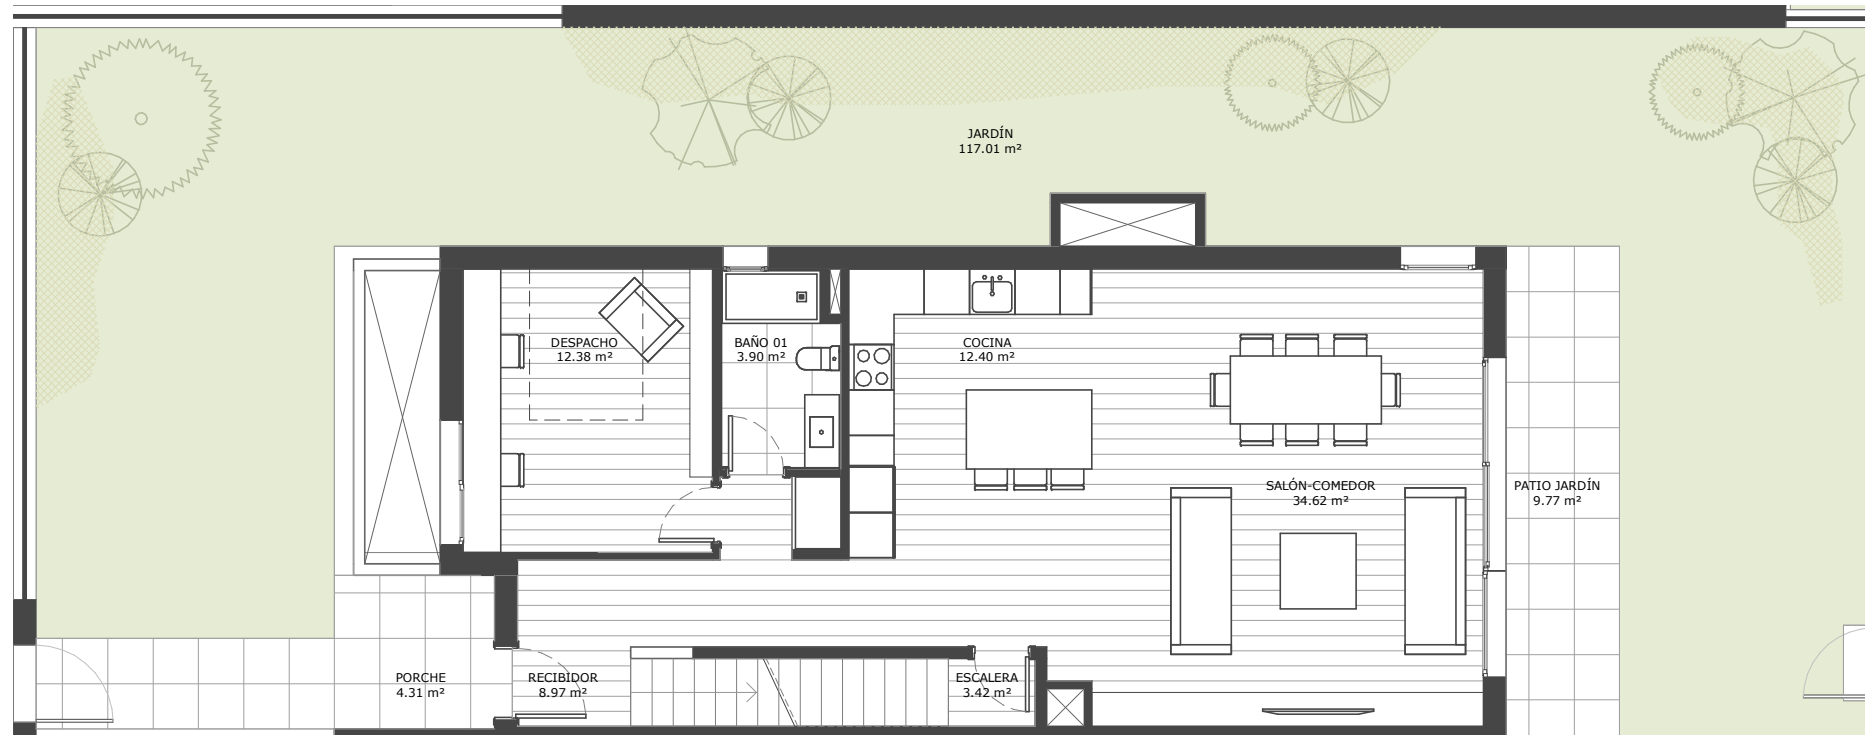 JARDÍN
117.01 m²
DESPACHO
12.38 m²
BAÑO 01
3.90 m²
COCINA
12.40 m²
SALÓN-COMEDOR
34.62 m²
PATIO JARDÍN
9.77 m²
PORCHE
4.31 m²
RECIBIDOR
8.97 m²
ESCALERA
3.42 m²